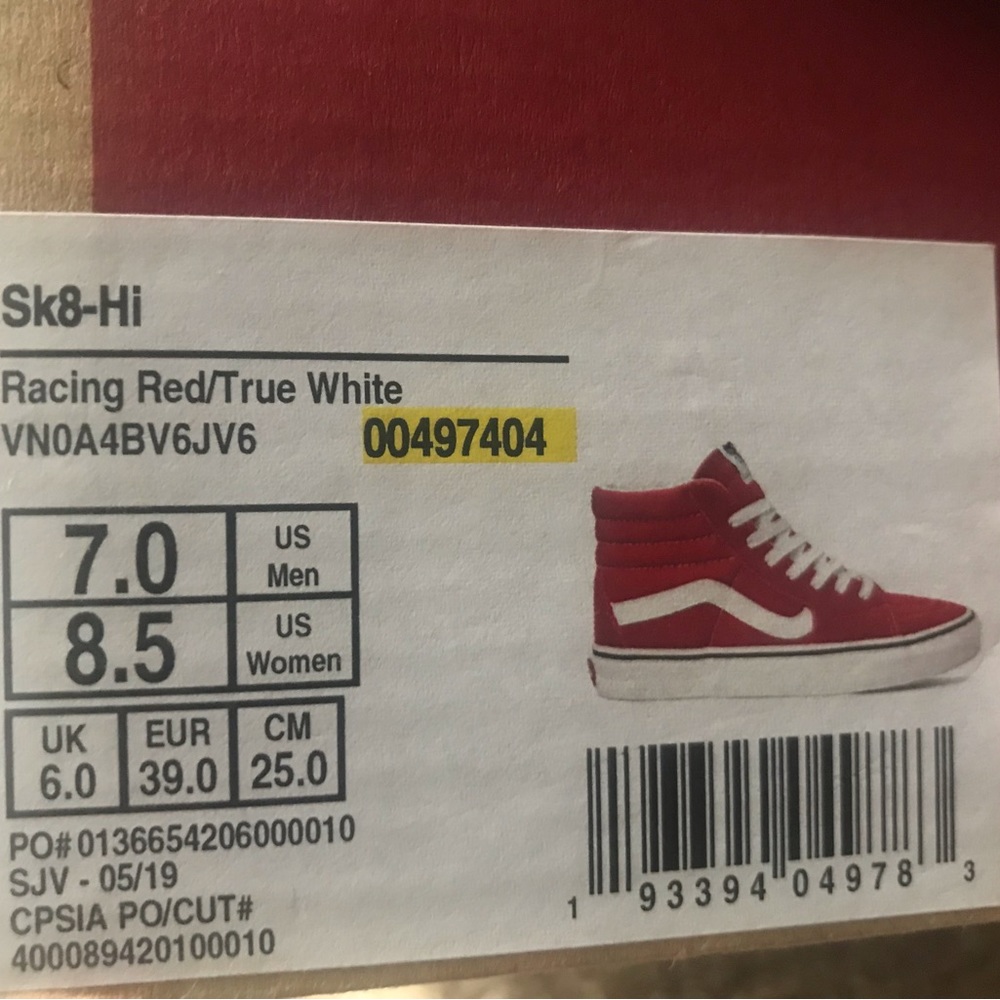 Sk8-Hi
Racing Red/True White
VN0A4BV6JV6 00497404
7.0 US Men
8.5 US Women
UK EUR CM
6.0 39.0 25.0
PO# 0136654206000010
SJV - 05/19
CPSIA PO/CUT#
400089420100010
1 93394 04978 3